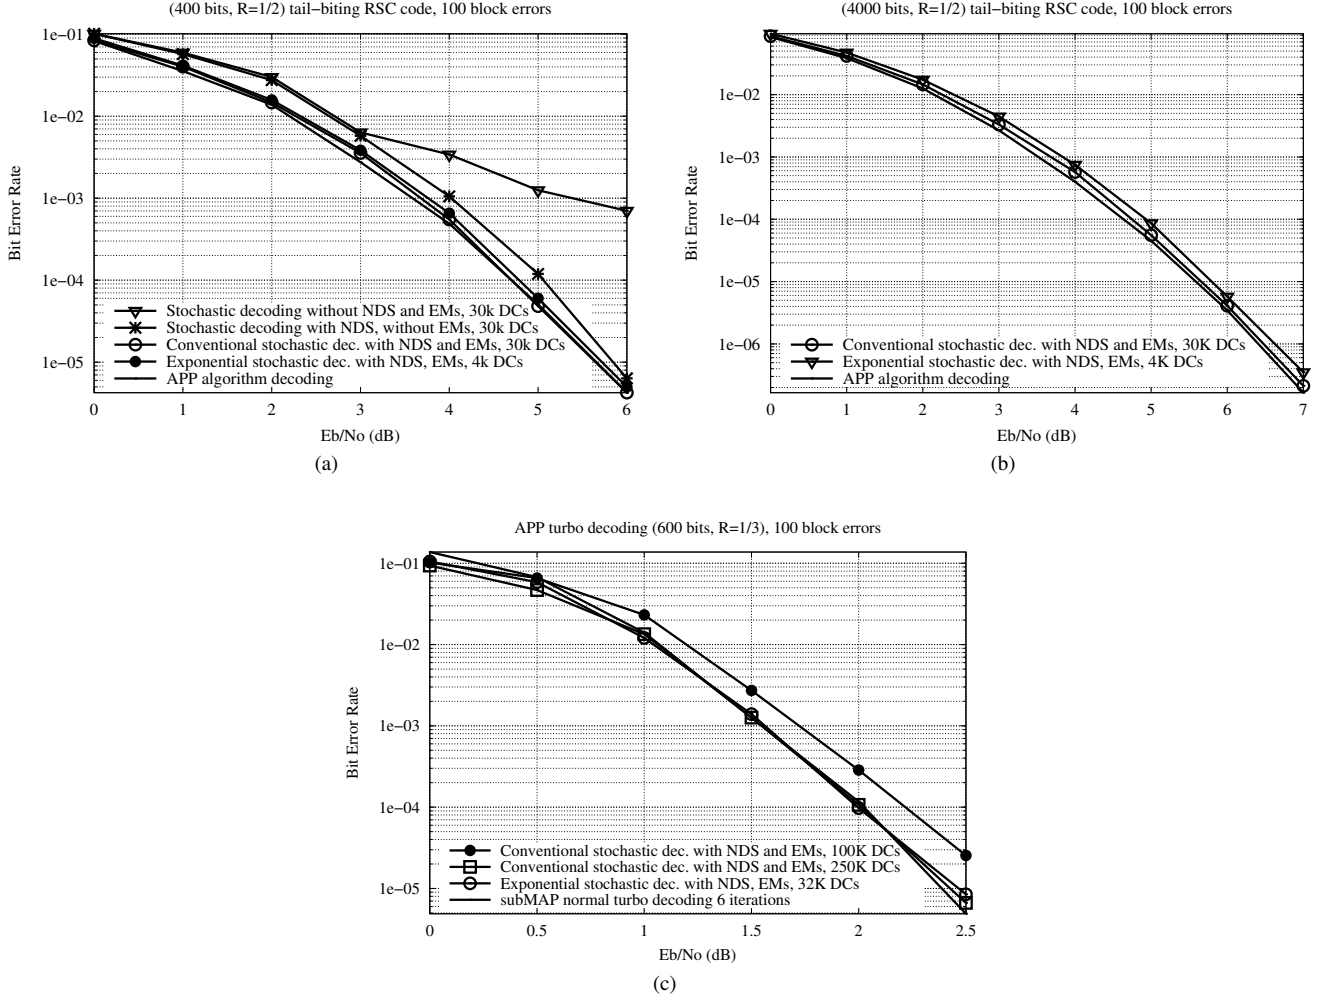 (400 bits, R=1/2) tail−biting RSC code, 100 block errors
1e−01
1e−02
1e−03
1e−04
1e−05
Bit Error Rate
Stochastic decoding without NDS and EMs, 30k DCs
Stochastic decoding with NDS, without EMs, 30k DCs
Conventional stochastic dec. with NDS and EMs, 30k DCs
Exponential stochastic dec. with NDS, EMs, 4k DCs
APP algorithm decoding
0 1 2 3 4 5 6
Eb/No (dB)
(a)
(4000 bits, R=1/2) tail−biting RSC code, 100 block errors
1e−02
1e−03
1e−04
1e−05
1e−06
Bit Error Rate
Conventional stochastic dec. with NDS and EMs, 30K DCs
Exponential stochastic dec. with NDS, EMs, 4K DCs
APP algorithm decoding
0 1 2 3 4 5 6 7
Eb/No (dB)
(b)
APP turbo decoding (600 bits, R=1/3), 100 block errors
1e−01
1e−02
1e−03
1e−04
1e−05
Bit Error Rate
Conventional stochastic dec. with NDS and EMs, 100K DCs
Conventional stochastic dec. with NDS and EMs, 250K DCs
Exponential stochastic dec. with NDS, EMs, 32K DCs
subMAP normal turbo decoding 6 iterations
0 0.5 1 1.5 2 2.5
Eb/No (dB)
(c)